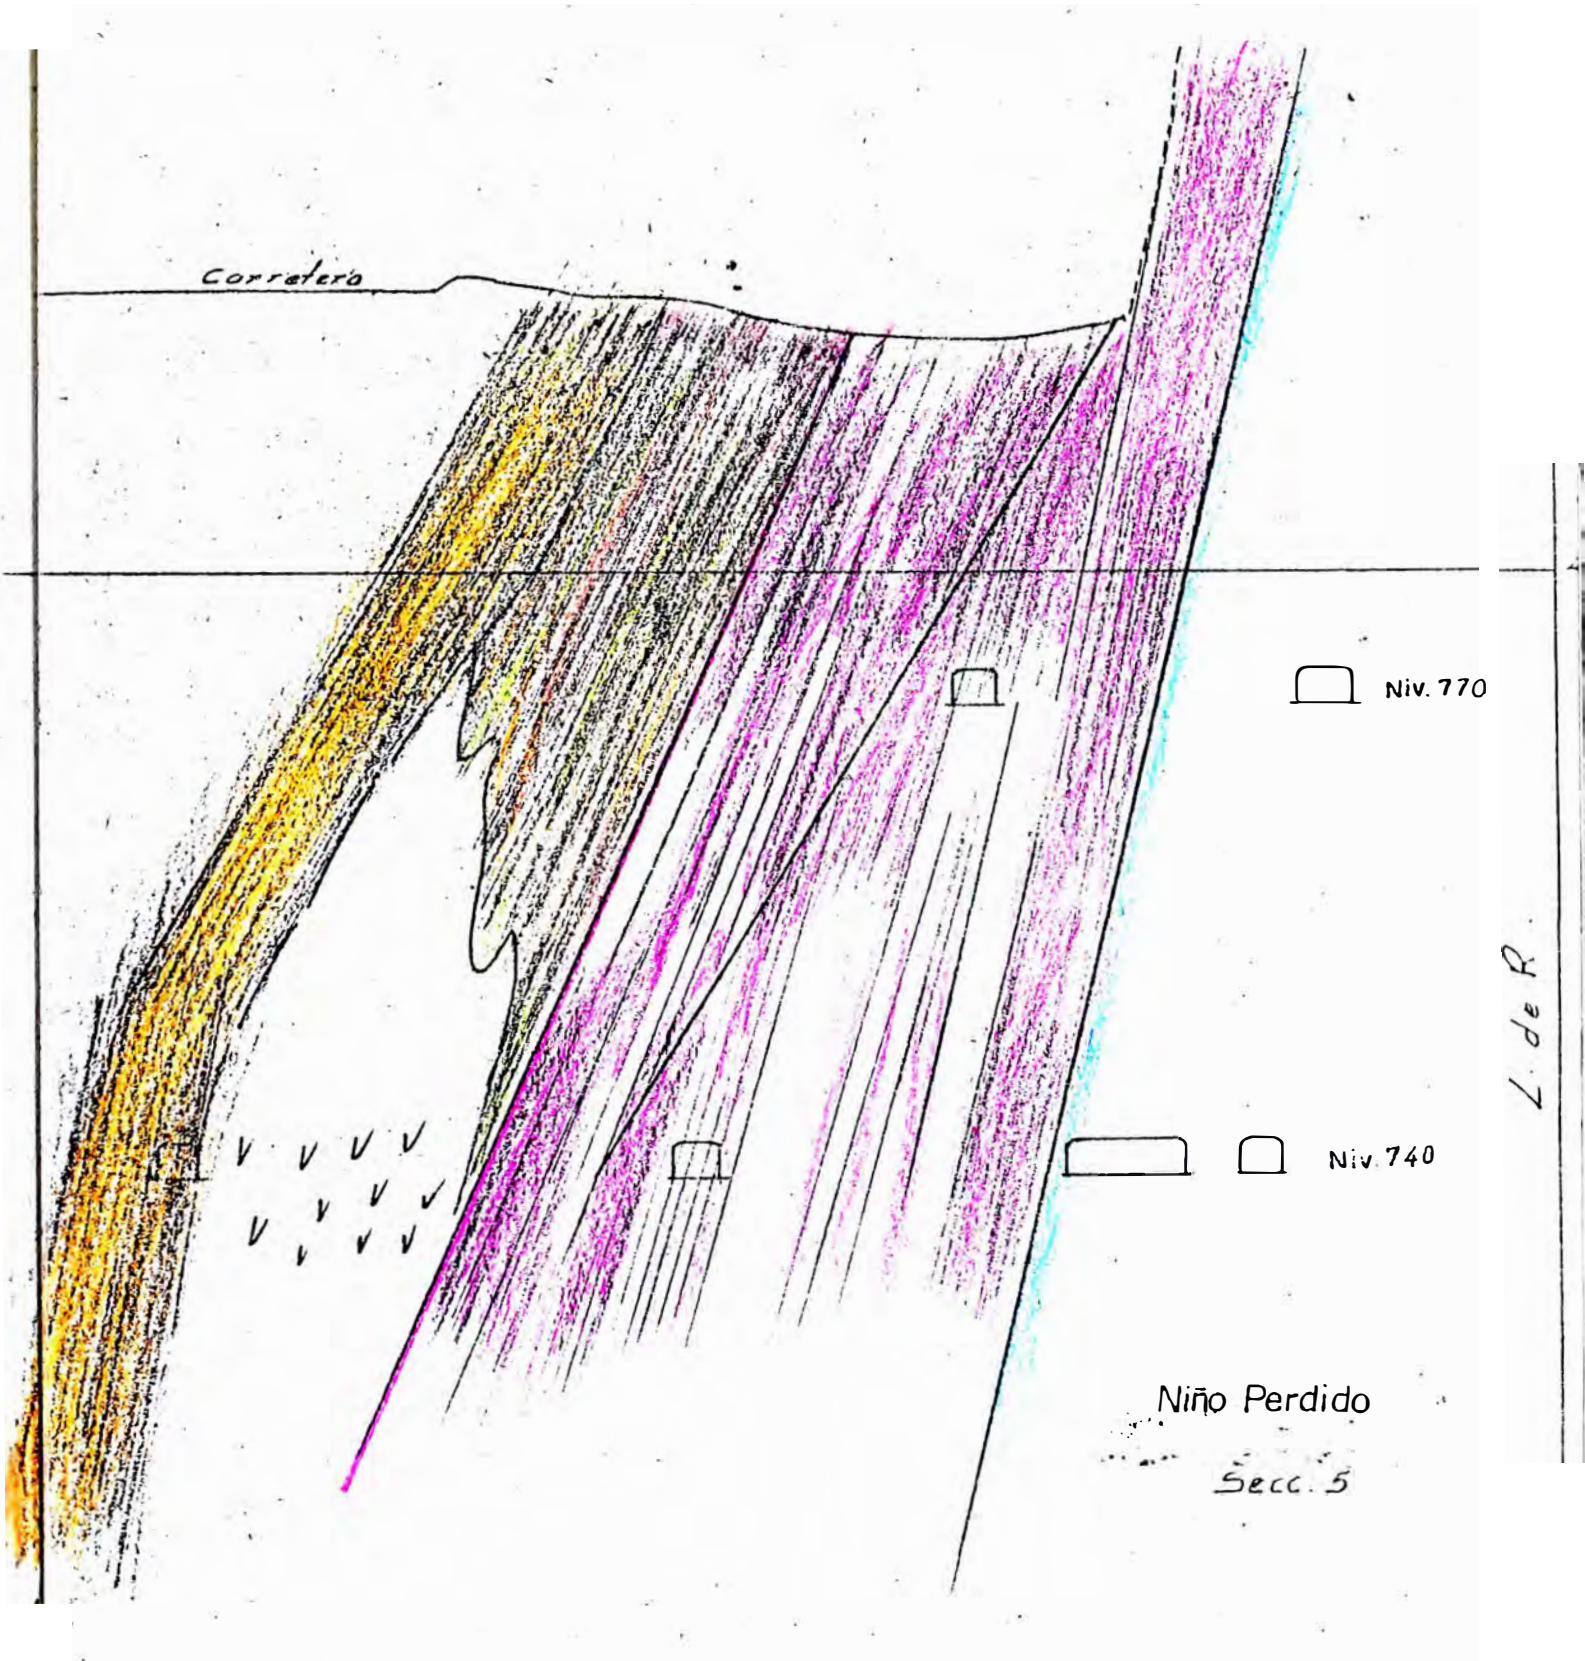 Carretera
Niv. 770
L. de R.
Niv. 740
Niño Perdido
Secc. 5